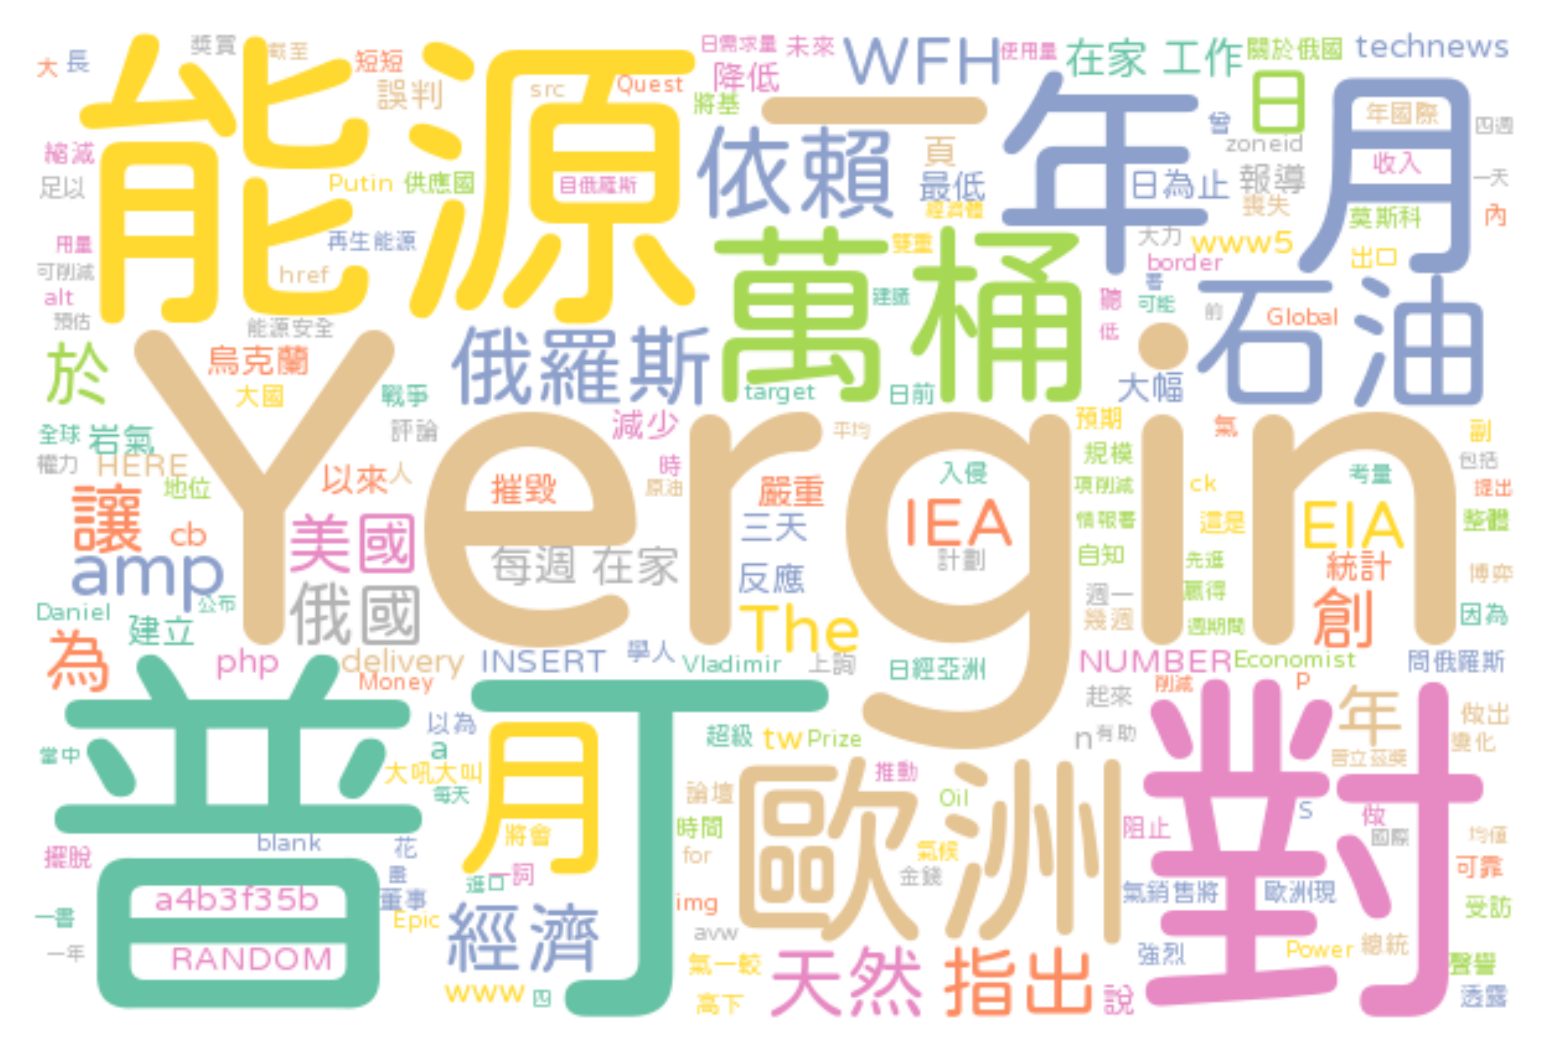 大 長 獎賞 截至 短短 日需求量 未來 WFH 使用量 在家 工作 關於俄國 technews
能源 誤判 src Quest 降低 將基 一 年月 日 曾 年國際 四週
縮減 足以 Putin 供應國 自俄羅斯 依賴 頁 最低 經濟體 日為止 zoneid 報導 喪失 收入 一天
用量 再生能源 萬桶 雙重 大力 www5 莫斯科 內
可削減 href 建議 border 署 出口
alt 預估 能源安全 聽 低 可能 前 Global 石油
於 烏克蘭 大國 戰爭 俄羅斯 target 日前 大幅
全球 岩氣 評論 減少 平均 預期 氣 副
權力 HERE 地位 以來 人 時 Yergin 入侵 規模 考量 包括
讓 cb 摧毀 原油 嚴重 IEA 項削減 ck EIA 提出
amp 美國 三天 計劃 情報署 這是 整體
每週 在家 反應 自知 先進 統計 博弈
Daniel 公布 俄國 The 週一 贏得 創 因為
為 建立 幾週 週期間
php delivery INSERT 學人 Vladimir 上詢 日經亞洲 NUMBER Economist 問俄羅斯
Money 起來 削減 P
普丁 以為 月 超級 tw Prize n 有助 對 年 做出
當中 a 大吼大叫 每天 推動 普立茲獎 變化
論壇 歐洲 Oil S 做
blank 花 將會 時間 氣候 阻止 國際 均值
擺脫 畫 進口 一詞 for 金錢 可靠
a4b3f35b 董事 img 氣銷售將 歐洲現 受訪
一書 Epic 經濟 avw
一年 RANDOM 氣一較 天然 指出 強烈 Power 總統 聲譽
www 四 高下 說 透露